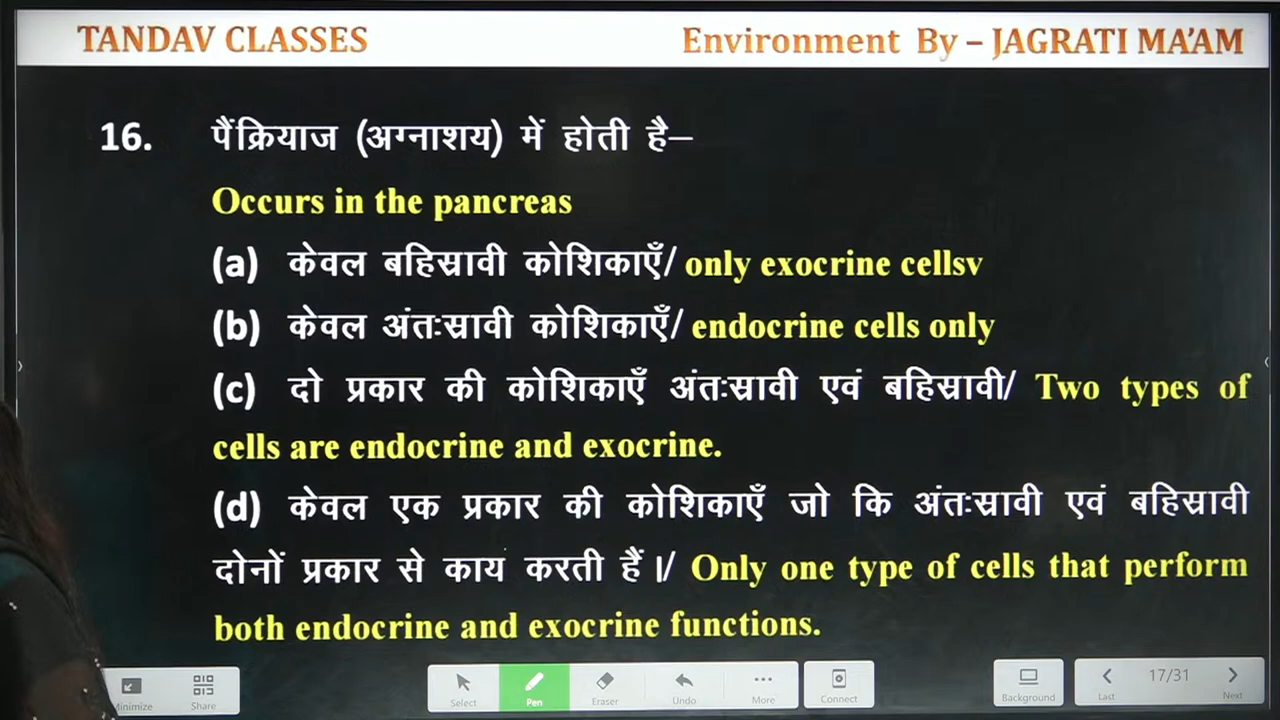 TANDAV CLASSES Environment By – JAGRATI MA'AM
16. पैंक्रियाज (अग्नाशय) में होती है–
Occurs in the pancreas
(a) केवल बहिस्रावी कोशिकाएँ/ only exocrine cellsv
(b) केवल अंतःस्रावी कोशिकाएँ/ endocrine cells only
(c) दो प्रकार की कोशिकाएँ अंतःस्रावी एवं बहिस्रावी/ Two types of
cells are endocrine and exocrine.
(d) केवल एक प्रकार की कोशिकाएँ जो कि अंतःस्रावी एवं बहिस्रावी
दोनों प्रकार से काय करती हैं।/ Only one type of cells that perform
both endocrine and exocrine functions.
Minimize Share Select Pen Eraser Undo More Connect Background Last 17/31 Next